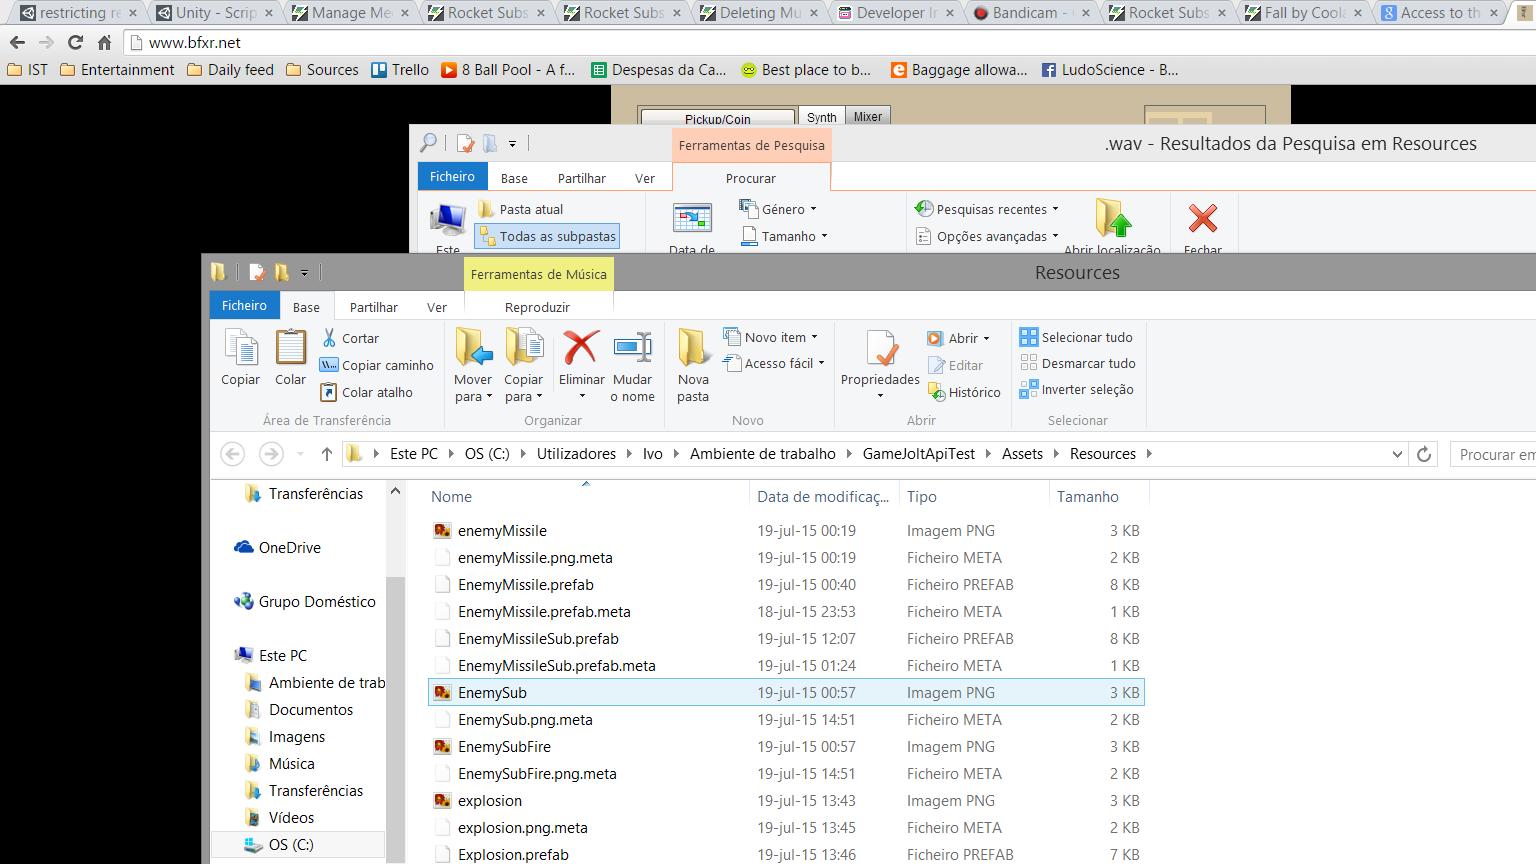 restricting re
Unity - Scrip
Manage Me
Rocket Subs
Rocket Subs
Deleting Mu
Developer In
Bandicam -
Rocket Subs
Fall by Coola
Access to th
www.bfxr.net
IST
Entertainment
Daily feed
Sources
Trello
8 Ball Pool - A f...
Despesas da Ca...
Best place to b...
Baggage allowa...
LudoScience - B...
Pickup/Coin
Synth
Mixer
Ferramentas de Pesquisa
.wav - Resultados da Pesquisa em Resources
Ficheiro
Base
Partilhar
Ver
Procurar
Este
Pasta atual
Todas as subpastas
Data de
Género
Tamanho
Pesquisas recentes
Opções avançadas
Abrir localização
Fechar
Ferramentas de Música
Resources
Ficheiro
Base
Partilhar
Ver
Reproduzir
Copiar
Colar
Cortar
Copiar caminho
Colar atalho
Área de Transferência
Mover
para
Copiar
para
Eliminar
Mudar
o nome
Organizar
Nova
pasta
Novo item
Acesso fácil
Novo
Propriedades
Abrir
Editar
Histórico
Abrir
Selecionar tudo
Desmarcar tudo
Inverter seleção
Selecionar
Este PC
OS (C:)
Utilizadores
Ivo
Ambiente de trabalho
GameJoltApiTest
Assets
Resources
Procurar em
Transferências
OneDrive
Grupo Doméstico
Este PC
Ambiente de trab
Documentos
Imagens
Música
Transferências
Vídeos
OS (C:)
Nome Data de modificaç... Tipo Tamanho
enemyMissile 19-jul-15 00:19 Imagem PNG 3 KB
enemyMissile.png.meta 19-jul-15 00:19 Ficheiro META 2 KB
EnemyMissile.prefab 19-jul-15 00:40 Ficheiro PREFAB 8 KB
EnemyMissile.prefab.meta 18-jul-15 23:53 Ficheiro META 1 KB
EnemyMissileSub.prefab 19-jul-15 12:07 Ficheiro PREFAB 8 KB
EnemyMissileSub.prefab.meta 19-jul-15 01:24 Ficheiro META 1 KB
EnemySub 19-jul-15 00:57 Imagem PNG 3 KB
EnemySub.png.meta 19-jul-15 14:51 Ficheiro META 2 KB
EnemySubFire 19-jul-15 00:57 Imagem PNG 3 KB
EnemySubFire.png.meta 19-jul-15 14:51 Ficheiro META 2 KB
explosion 19-jul-15 13:43 Imagem PNG 3 KB
explosion.png.meta 19-jul-15 13:45 Ficheiro META 2 KB
Explosion.prefab 19-jul-15 13:46 Ficheiro PREFAB 7 KB